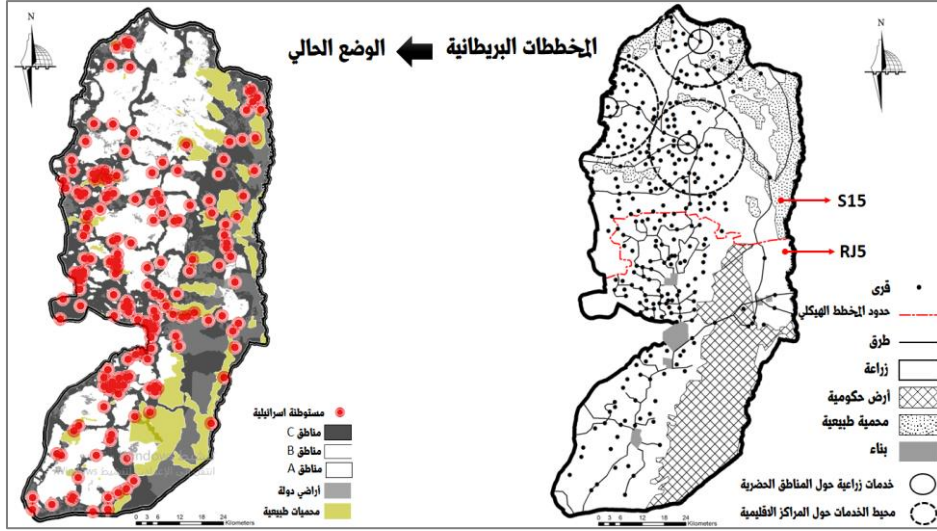 المخططات البريطانية
الوضع الحالي
N
N
S15
RJ5
قرى
حدود المخطط الهيكلي
طرق
زراعة
أرض حكومية
محمية طبيعية
بناء
خدمات زراعية حول المناطق الحضرية
محيط الخدمات حول المراكز الاقليمية
0 3 6 12 18 24
Kilometers
مستوطنة اسرائيلية
مناطق C
مناطق B
مناطق A
أراضي دولة
محميات طبيعية
0 3 6 12 18 24
Kilometers